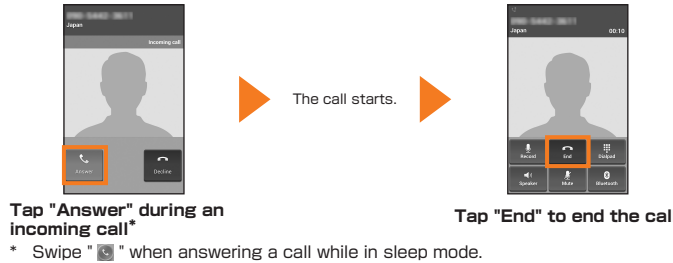 Japan
Incoming call
Answer
Decline
The call starts.
Japan 00:10
Record End Dialpad
Speaker Mute Bluetooth
Tap "Answer" during an
incoming call*
Tap "End" to end the cal
* Swipe " " when answering a call while in sleep mode.